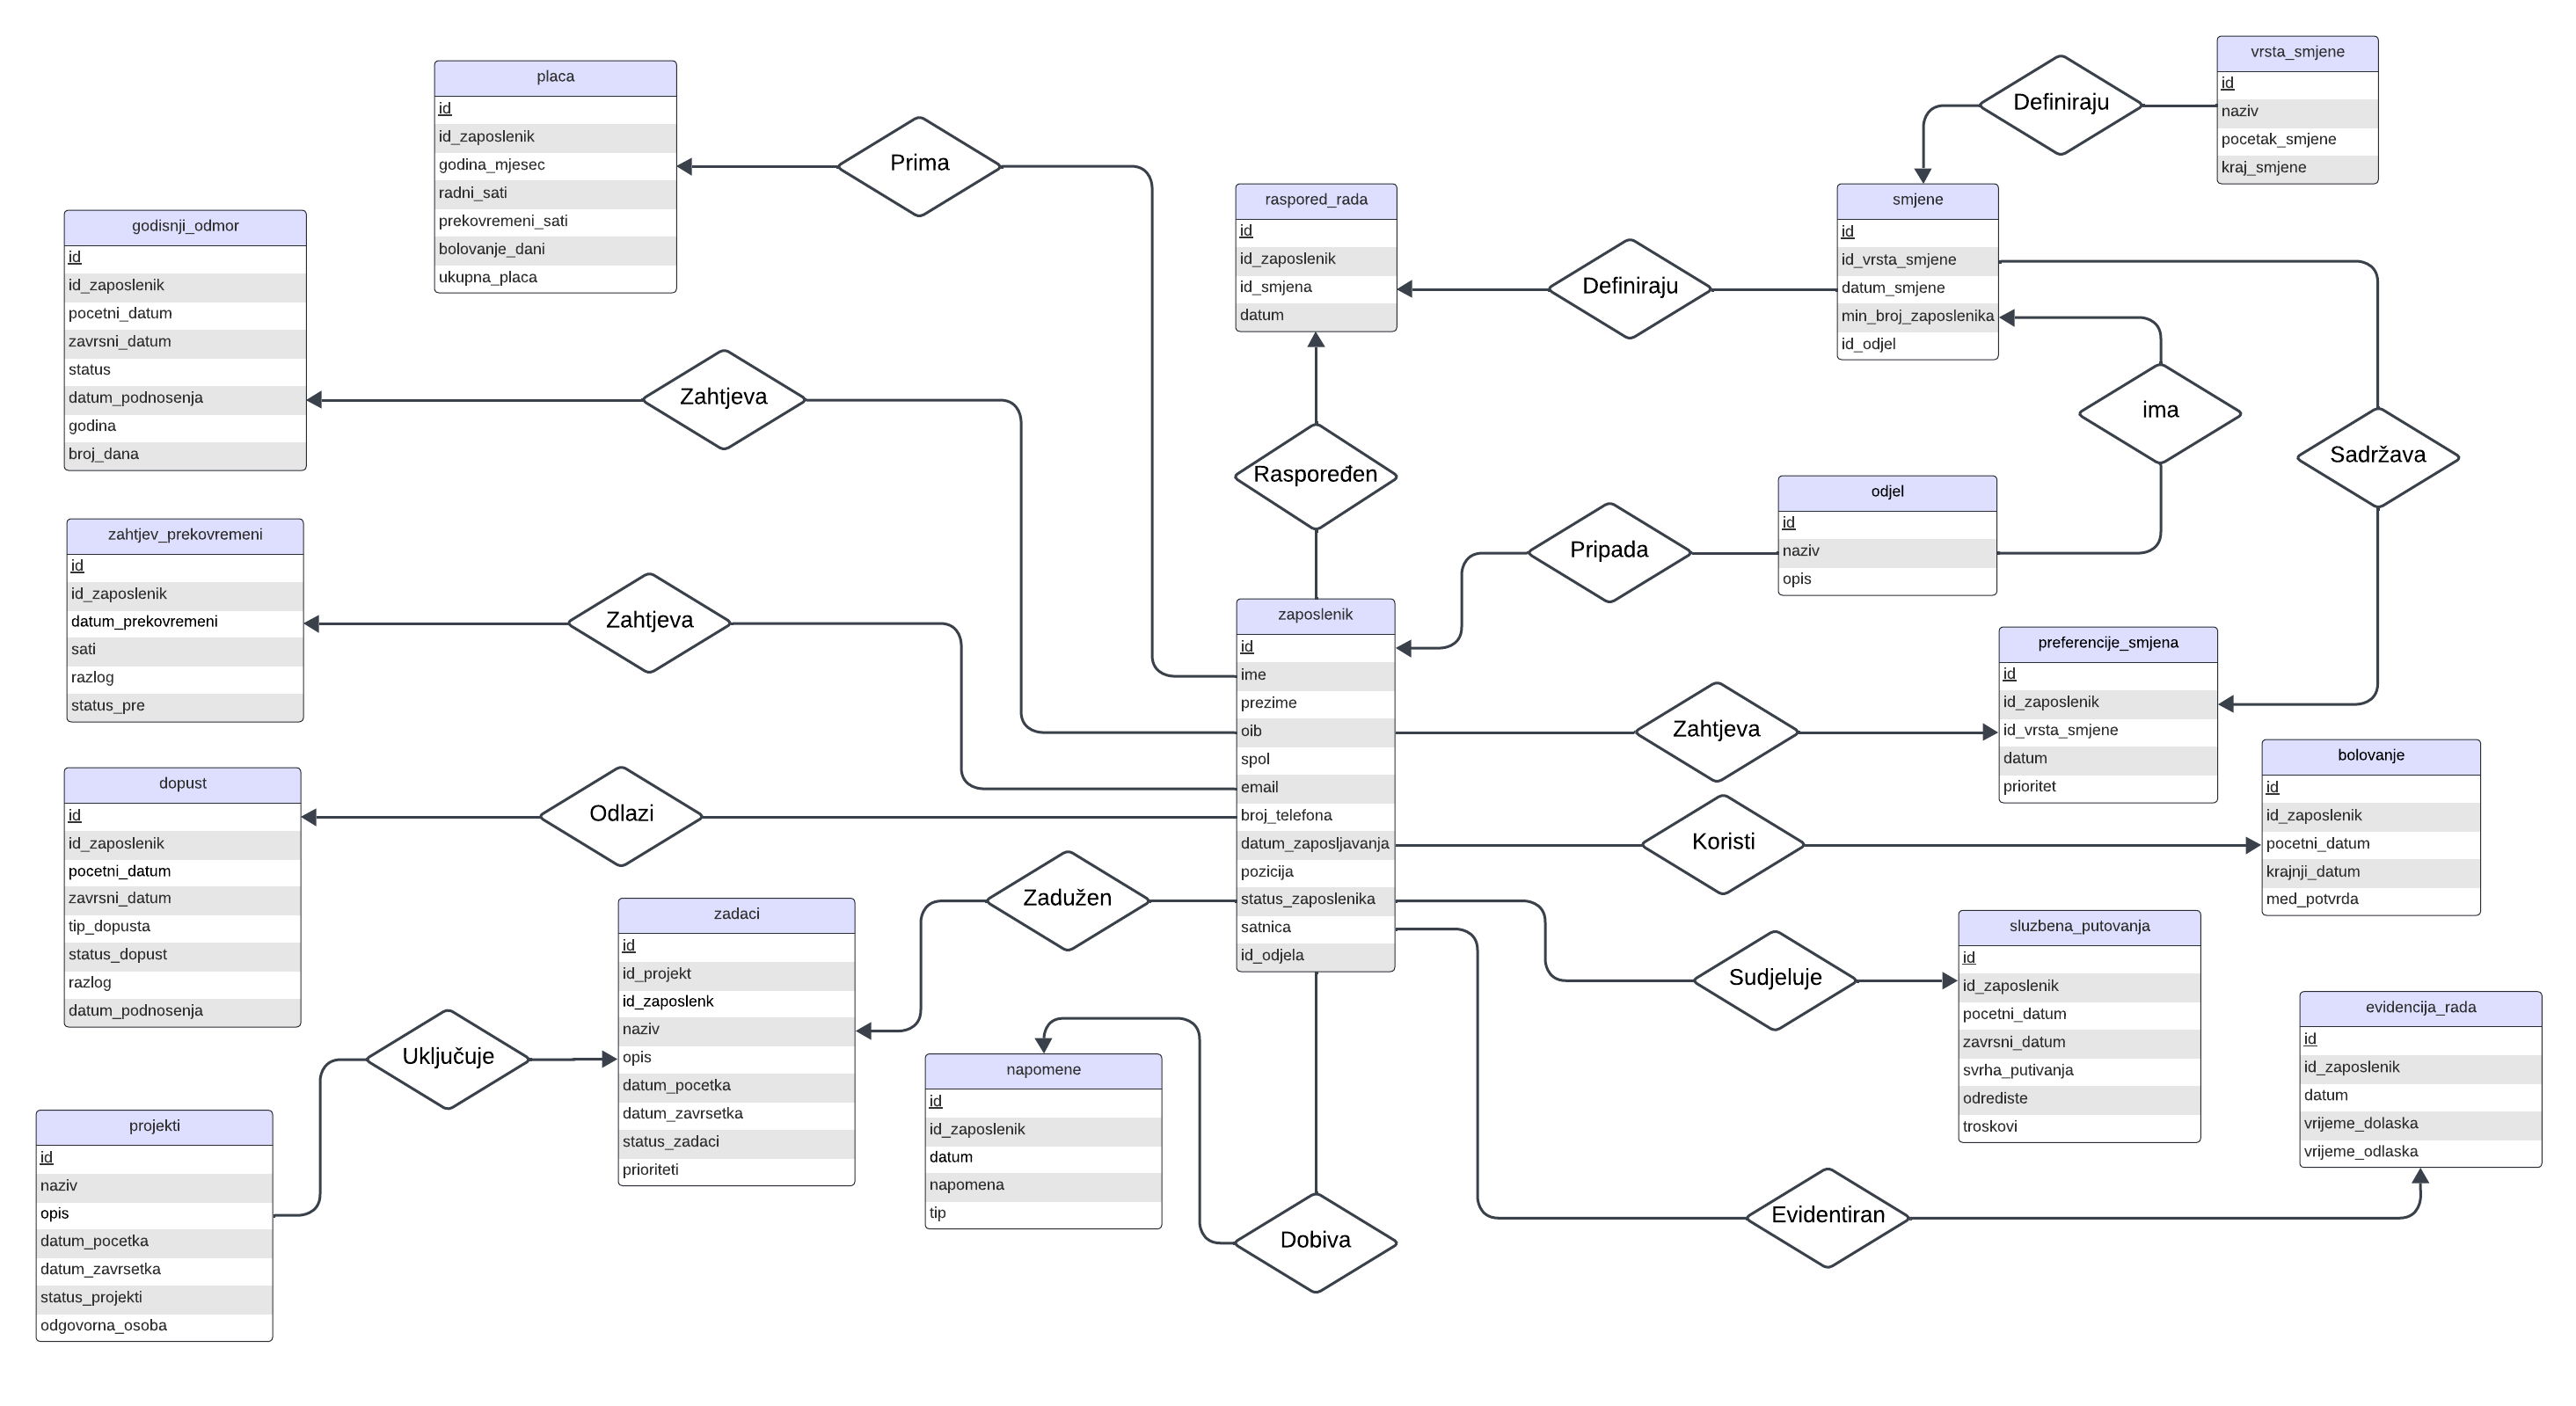 vrsta_smjene
id
naziv
pocetak_smjene
kraj_smjene
Definiraju
placa
id
id_zaposlenik
godina_mjesec
radni_sati
prekovremeni_sati
bolovanje_dani
ukupna_placa
Prima
raspored_rada
id
id_zaposlenik
id_smjena
datum
Definiraju
smjene
id
id_vrsta_smjene
datum_smjene
min_broj_zaposlenika
id_odjel
godisnji_odmor
id
id_zaposlenik
pocetni_datum
zavrsni_datum
status
datum_podnosenja
godina
broj_dana
Zahtjeva
Raspoređen
ima
Sadržava
odjel
id
naziv
opis
Pripada
zahtjev_prekovremeni
id
id_zaposlenik
datum_prekovremeni
sati
razlog
status_pre
Zahtjeva
zaposlenik
id
ime
prezime
oib
spol
email
broj_telefona
datum_zaposljavanja
pozicija
status_zaposlenika
satnica
id_odjela
Zahtjeva
preferencije_smjena
id
id_zaposlenik
id_vrsta_smjene
datum
prioritet
dopust
id
id_zaposlenik
pocetni_datum
zavrsni_datum
tip_dopusta
status_dopust
razlog
datum_podnosenja
Odlazi
Koristi
bolovanje
id
id_zaposlenik
pocetni_datum
krajnji_datum
med_potvrda
Zadužen
zadaci
id
id_projekt
id_zaposlenk
naziv
opis
datum_pocetka
datum_zavrsetka
status_zadaci
prioriteti
Sudjeluje
sluzbena_putovanja
id
id_zaposlenik
pocetni_datum
zavrsni_datum
svrha_putivanja
odrediste
troskovi
evidencija_rada
id
id_zaposlenik
datum
vrijeme_dolaska
vrijeme_odlaska
Uključuje
napomene
id
id_zaposlenik
datum
napomena
tip
projekti
id
naziv
opis
datum_pocetka
datum_zavrsetka
status_projekti
odgovorna_osoba
Dobiva
Evidentiran